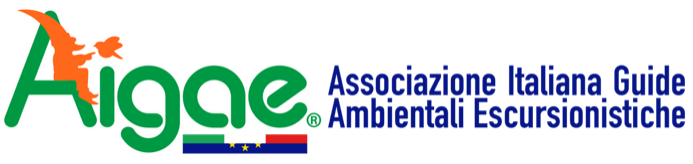 Aigae®
Associazione Italiana Guide
Ambientali Escursionistiche